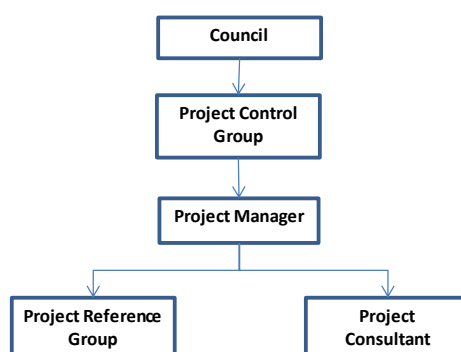 Council
Project Control
Group
Project Manager
Project Reference
Group
Project
Consultant